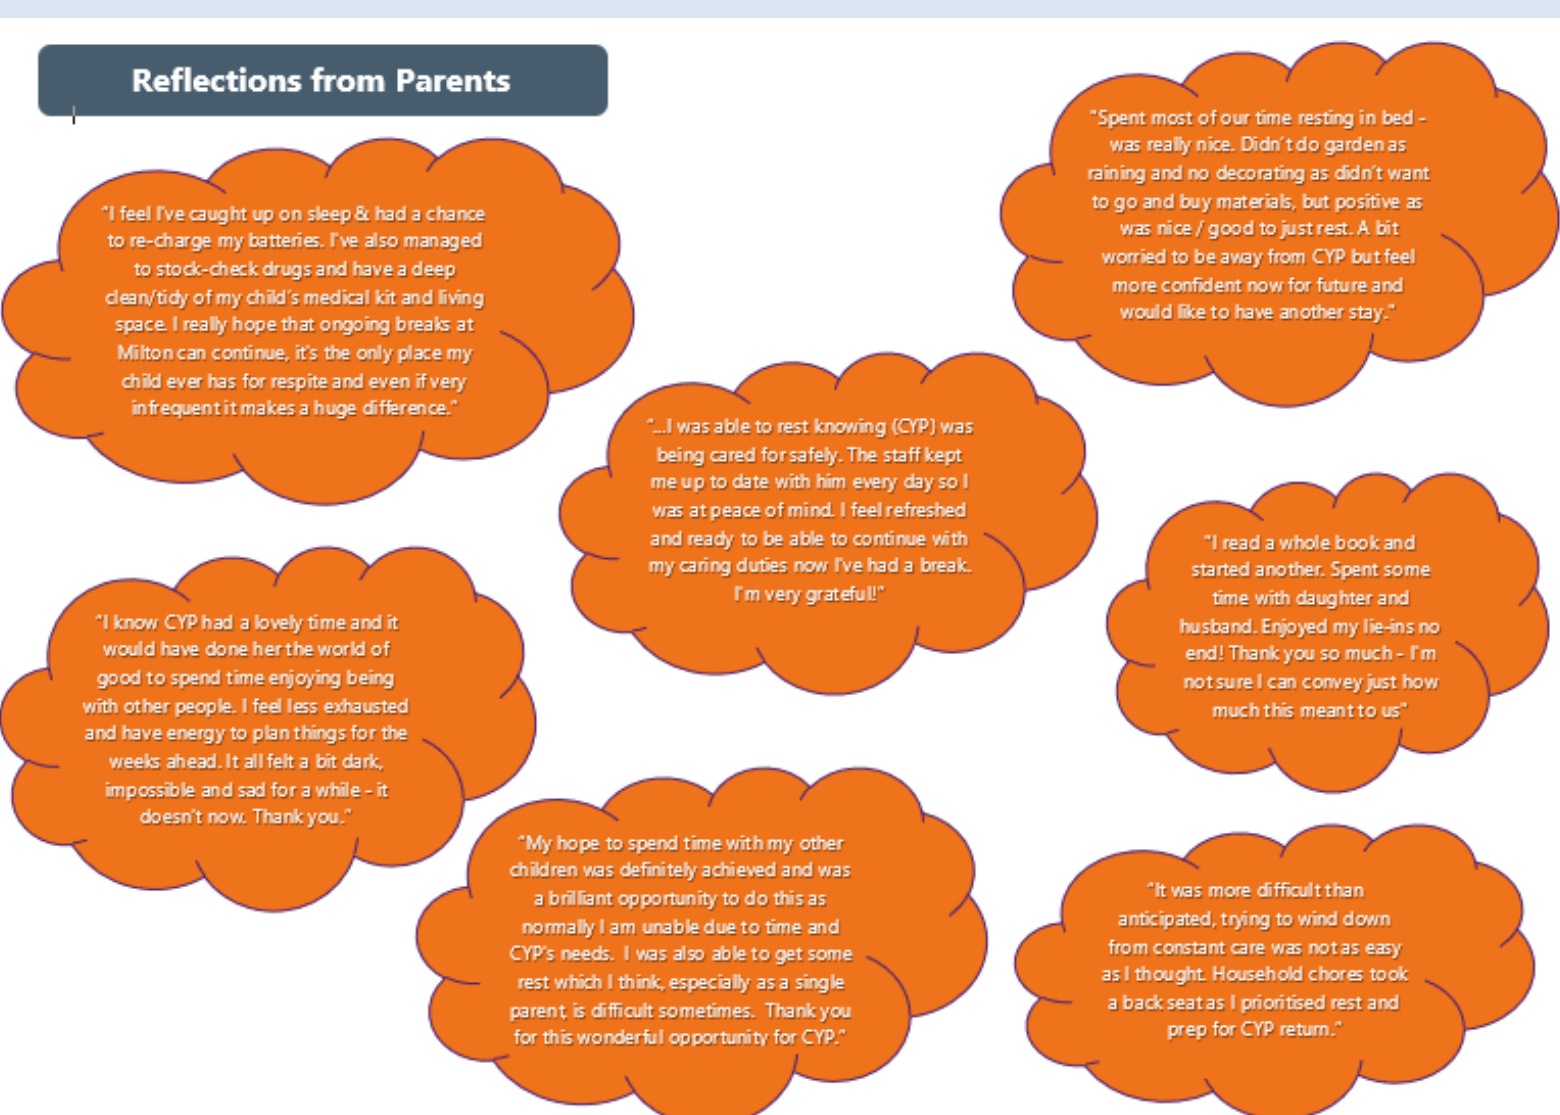 Reflections from Parents
"I feel I've caught up on sleep & had a chance
to re-charge my batteries. I've also managed
to stock-check drugs and have a deep
clean/tidy of my child's medical kit and living
space. I really hope that ongoing breaks at
Milton can continue, it's the only place my
child ever has for respite and even if very
infrequent it makes a huge difference."
"Spent most of our time resting in bed -
was really nice. Didn't do garden as
raining and no decorating as didn't want
to go and buy materials, but positive as
was nice / good to just rest. A bit
worried to be away from CYP but feel
more confident now for future and
would like to have another stay."
"...I was able to rest knowing (CYP) was
being cared for safely. The staff kept
me up to date with him every day so I
was at peace of mind. I feel refreshed
and ready to be able to continue with
my caring duties now I've had a break.
I'm very grateful!"
"I read a whole book and
started another. Spent some
time with daughter and
husband. Enjoyed my lie-ins no
end! Thank you so much - I'm
not sure I can convey just how
much this meant to us"
"I know CYP had a lovely time and it
would have done her the world of
good to spend time enjoying being
with other people. I feel less exhausted
and have energy to plan things for the
weeks ahead. It all felt a bit dark,
impossible and sad for a while - it
doesn't now. Thank you."
"My hope to spend time with my other
children was definitely achieved and was
a brilliant opportunity to do this as
normally I am unable due to time and
CYP's needs. I was also able to get some
rest which I think, especially as a single
parent, is difficult sometimes. Thank you
for this wonderful opportunity for CYP."
"It was more difficult than
anticipated, trying to wind down
from constant care was not as easy
as I thought. Household chores took
a back seat as I prioritised rest and
prep for CYP return."